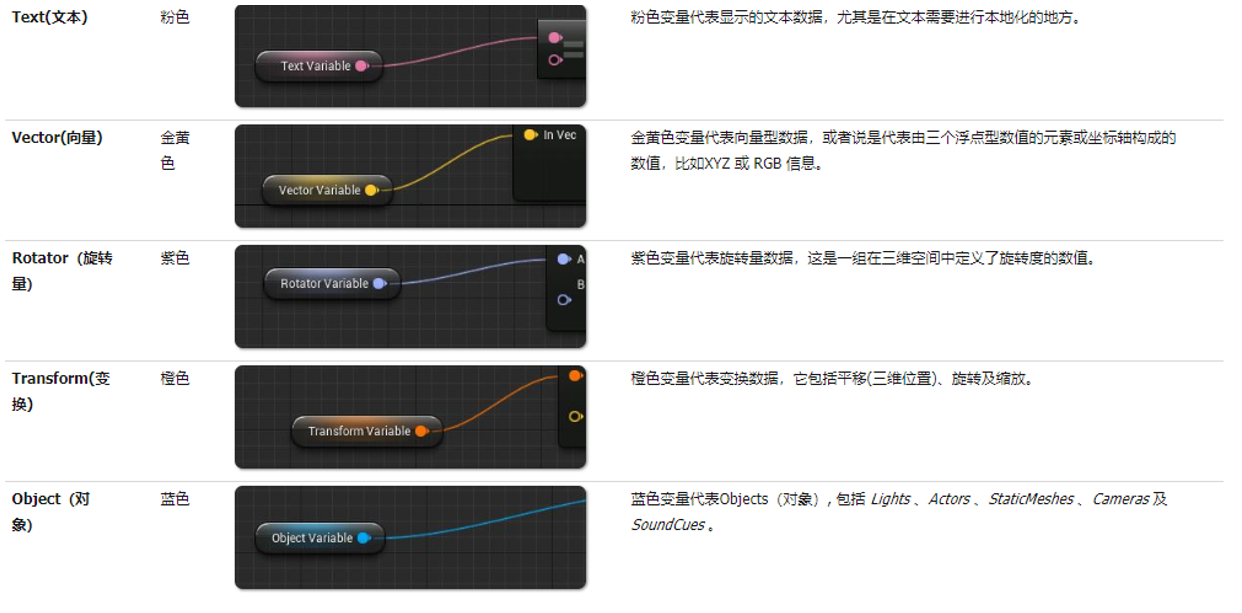 Text(文本) 粉色 粉色变量代表显示的文本数据，尤其是在文本需要进行本地化的地方。
Text Variable
Vector(向量) 金黄 金黄色变量代表向量型数据，或者说是代表由三个浮点型数值的元素或坐标轴构成的
色 数值，比如XYZ 或 RGB 信息。
In Vec
Vector Variable
Rotator（旋转 紫色 紫色变量代表旋转量数据，这是一组在三维空间中定义了旋转度的数值。
量）
A
Rotator Variable
B
Transform(变 橙色 橙色变量代表变换数据，它包括平移(三维位置)、旋转及缩放。
换)
Transform Variable
Object（对 蓝色 蓝色变量代表Objects（对象）, 包括 Lights 、Actors 、StaticMeshes 、Cameras 及
象） SoundCues 。
Object Variable